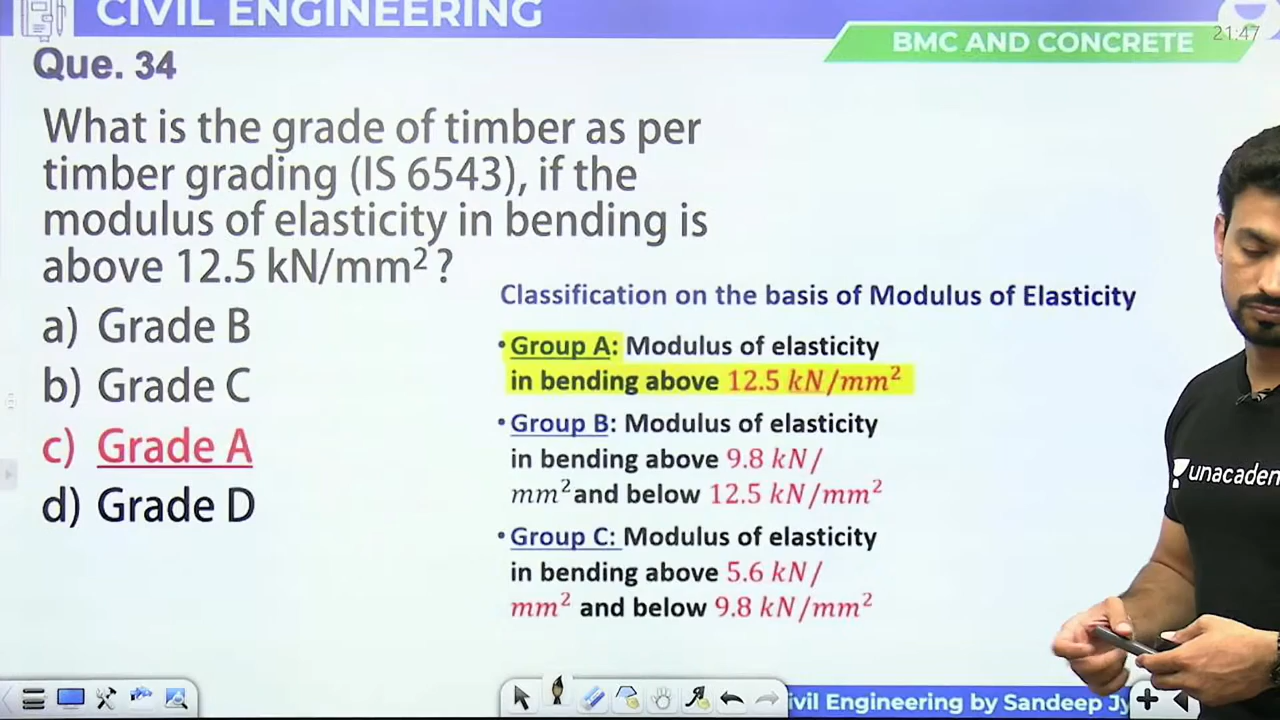 CIVIL ENGINEERING
BMC AND CONCRETE
21:47
Que. 34
What is the grade of timber as per
timber grading (IS 6543), if the
modulus of elasticity in bending is
above 12.5 kN/mm² ?
a) Grade B
b) Grade C
c) Grade A
d) Grade D
Classification on the basis of Modulus of Elasticity
• Group A: Modulus of elasticity
in bending above 12.5 kN/mm²
• Group B: Modulus of elasticity
in bending above 9.8 kN/
mm² and below 12.5 kN/mm²
• Group C: Modulus of elasticity
in bending above 5.6 kN/
mm² and below 9.8 kN/mm²
unacadem
ivil Engineering by Sandeep Jy